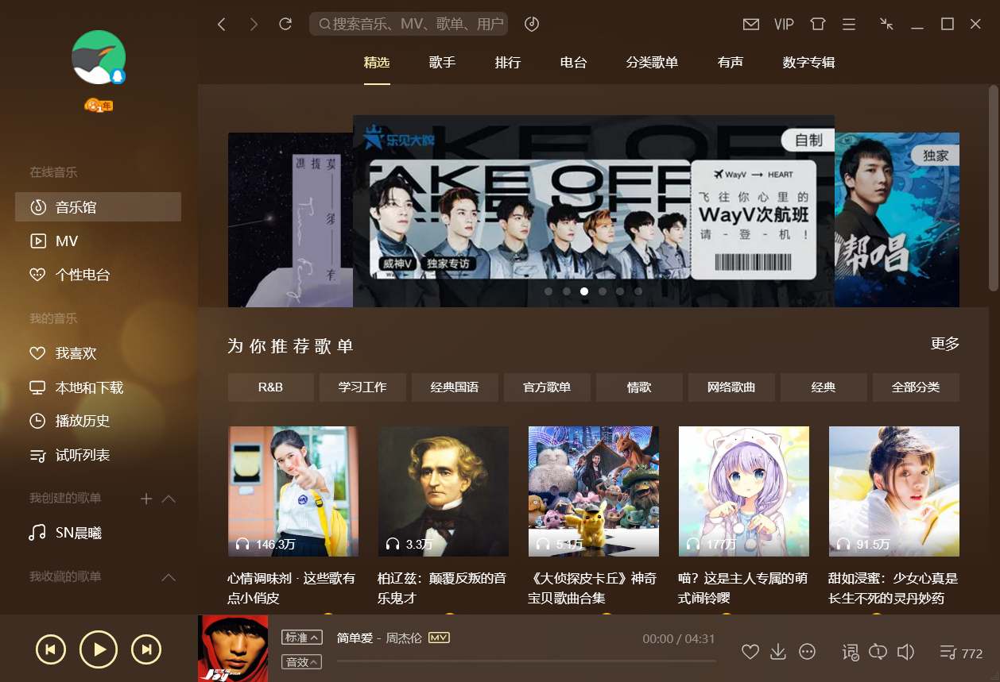 搜索音乐、MV、歌单、用户
VIP
精选
歌手
排行
电台
分类歌单
有声
数字专辑
1年
在线音乐
音乐馆
MV
个性电台
我的音乐
我喜欢
本地和下载
播放历史
试听列表
我创建的歌单
SN晨曦
我收藏的歌单
乐见大牌
自制
TAKE OFF
WayV → HEART
飞往你心里的
WayV次航班
请-登-机!
威神V
独家专访
独家
帮唱
为你推荐歌单
更多
R&B
学习工作
经典国语
官方歌单
情歌
网络歌曲
经典
全部分类
146.3万
3.3万
5.1万
177万
91.5万
心情调味剂 · 这些歌有
点小俏皮
柏辽兹：颠覆反叛的音
乐鬼才
《大侦探皮卡丘》神奇
宝贝歌曲合集
喵？这是主人专属的萌
式闹铃嘤
甜如浸蜜：少女心真是
长生不死的灵丹妙药
标准
简单爱 - 周杰伦 MV
00:00 / 04:31
音效
词
772